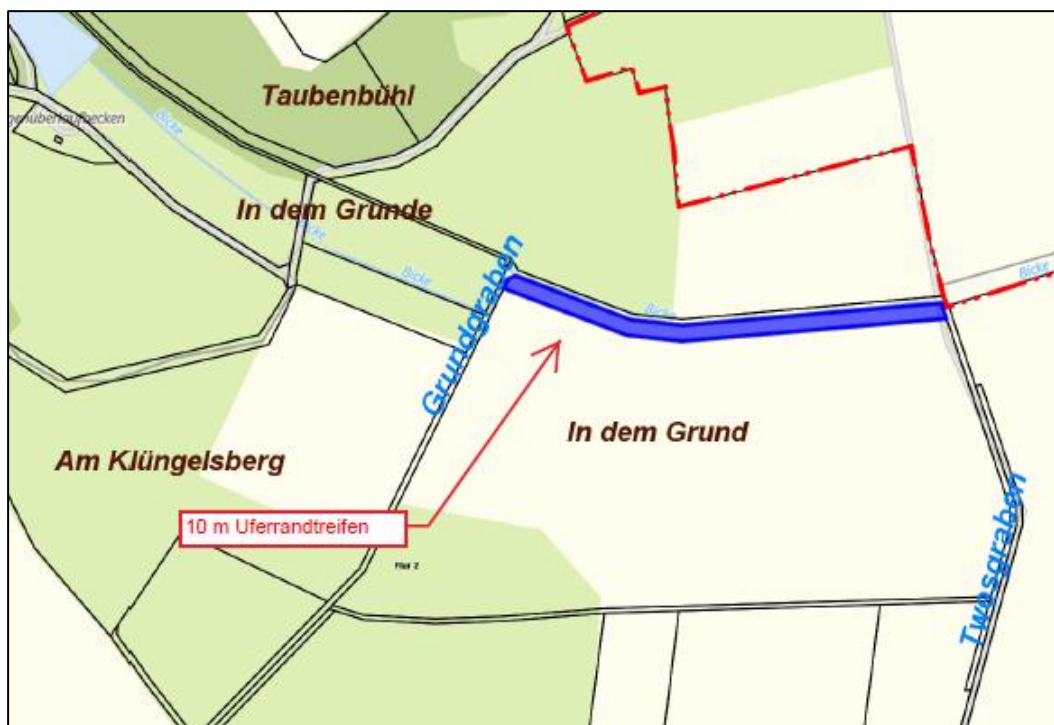 Taubenbühl
genüberlaufbecken
Bicke
In dem Grunde
Bicke
Bicke
Bicke
Bicke
Grundgraben
In dem Grund
Am Klüngelsberg
10 m Uferrandtreifen
Flur 2
Twesgraben